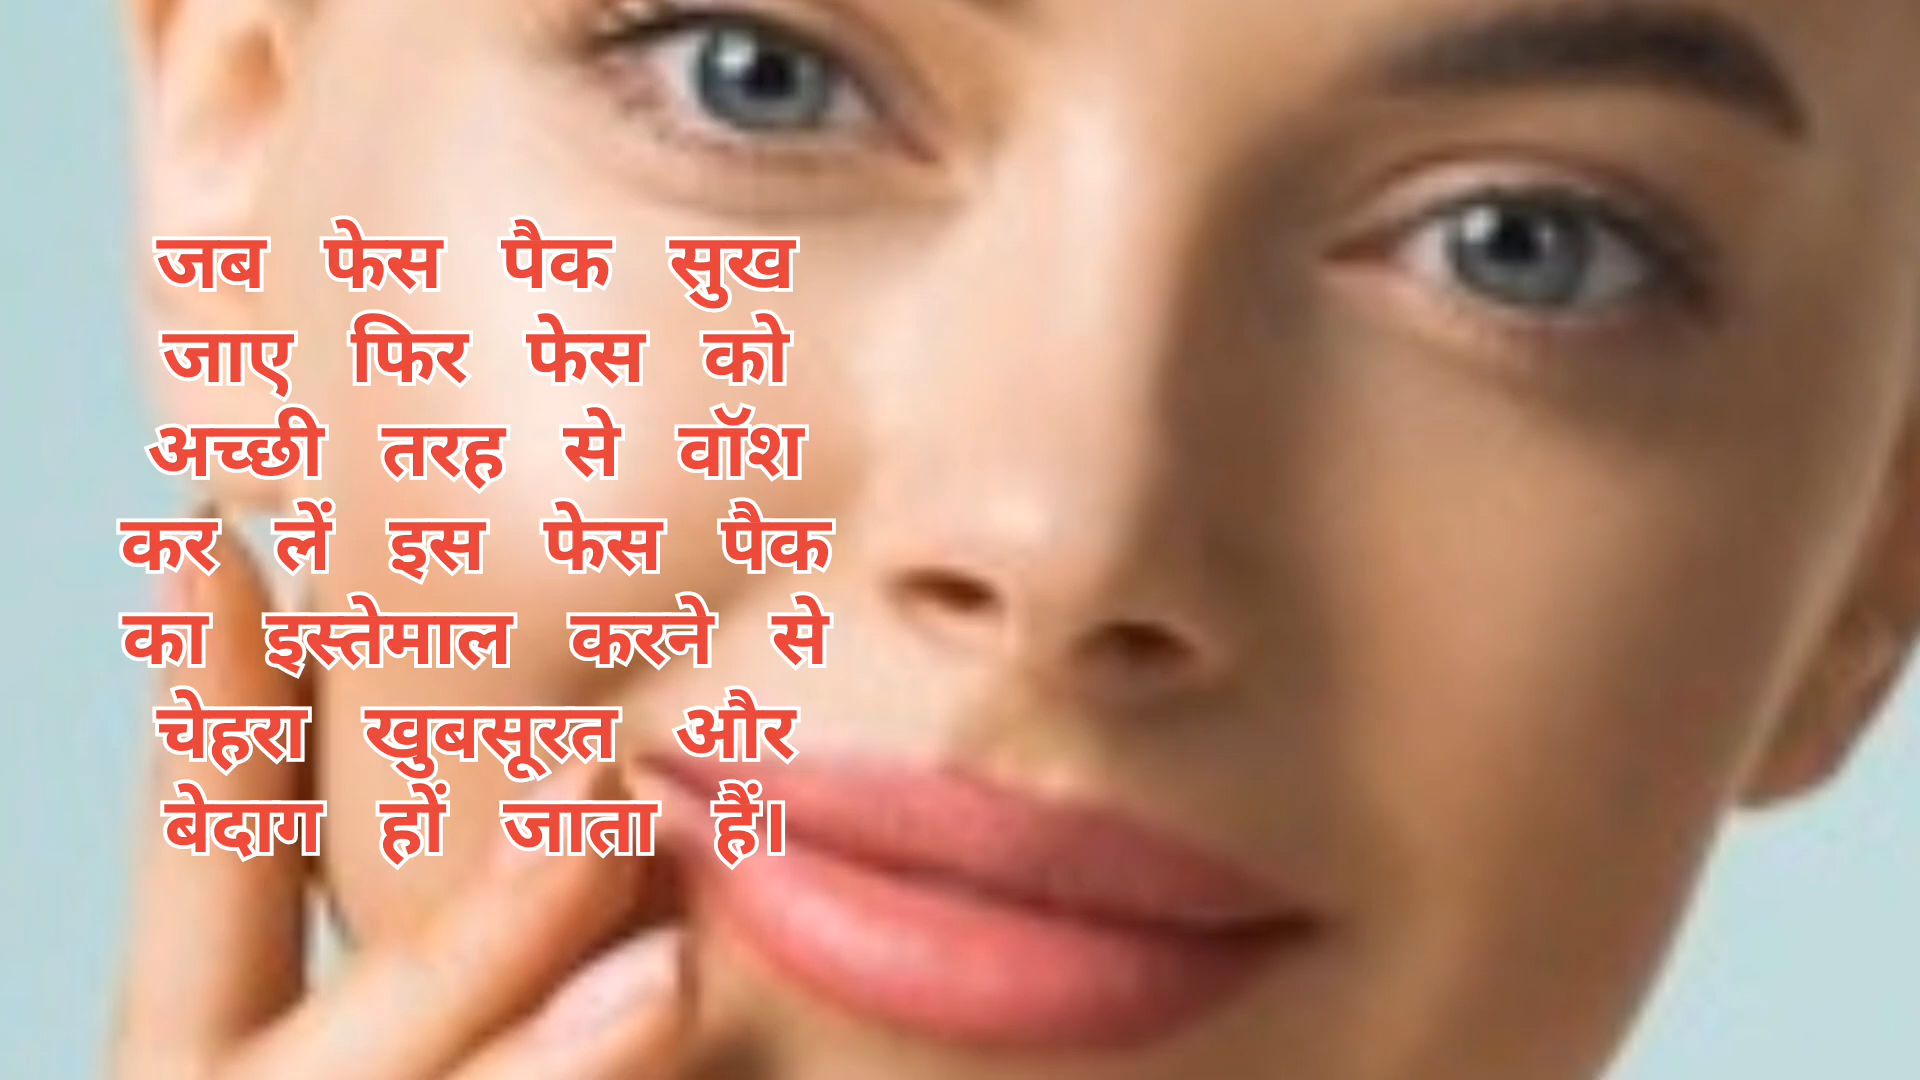 जब फेस पैक सुख
जाए फिर फेस को
अच्छी तरह से वॉश
कर लें इस फेस पैक
का इस्तेमाल करने से
चेहरा खुबसूरत और
बेदाग हों जाता हैं।